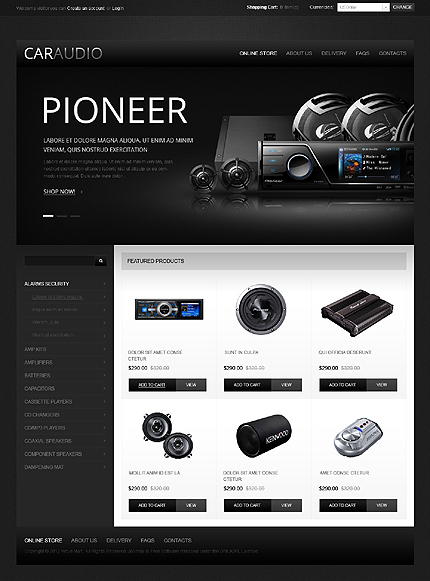 Welcome visitor you can Create an account or Login
Shopping Cart: 0 item(s)
Currencies: US Dollar CHANGE
CARAUDIO
ONLINE STORE ABOUT US DELIVERY FAQS CONTACTS
PIONEER
LABORE ET DOLORE MAGNA ALIQUA. UT ENIM AD MINIM
VENIAM, QUIS NOSTRUD EXERCITATION
SHOP NOW!
FEATURED PRODUCTS
ALARMS SECURITY
AMP KITS
AMPLIFIERS
BATTERIES
CAPACITORS
CASSETTE PLAYERS
CD CHANGERS
CD/MP3 PLAYERS
COAXIAL SPEAKERS
COMPONENT SPEAKERS
DAMPENING MAT
DOLOR SIT AMET CONSE
CTETUR
$290.00 $320.00
ADD TO CART VIEW
SUNT IN CULPA
$290.00 $320.00
ADD TO CART VIEW
QUI OFFICIA DESERUNT
$290.00 $320.00
ADD TO CART VIEW
MOLLIT ANIM ID EST LA
$290.00 $320.00
ADD TO CART VIEW
KENWOOD
DOLOR SIT AMET CONSE
CTETUR
$290.00 $320.00
ADD TO CART VIEW
AMET CONSE CTETUR
$290.00 $320.00
ADD TO CART VIEW
ONLINE STORE ABOUT US DELIVERY FAQS CONTACTS